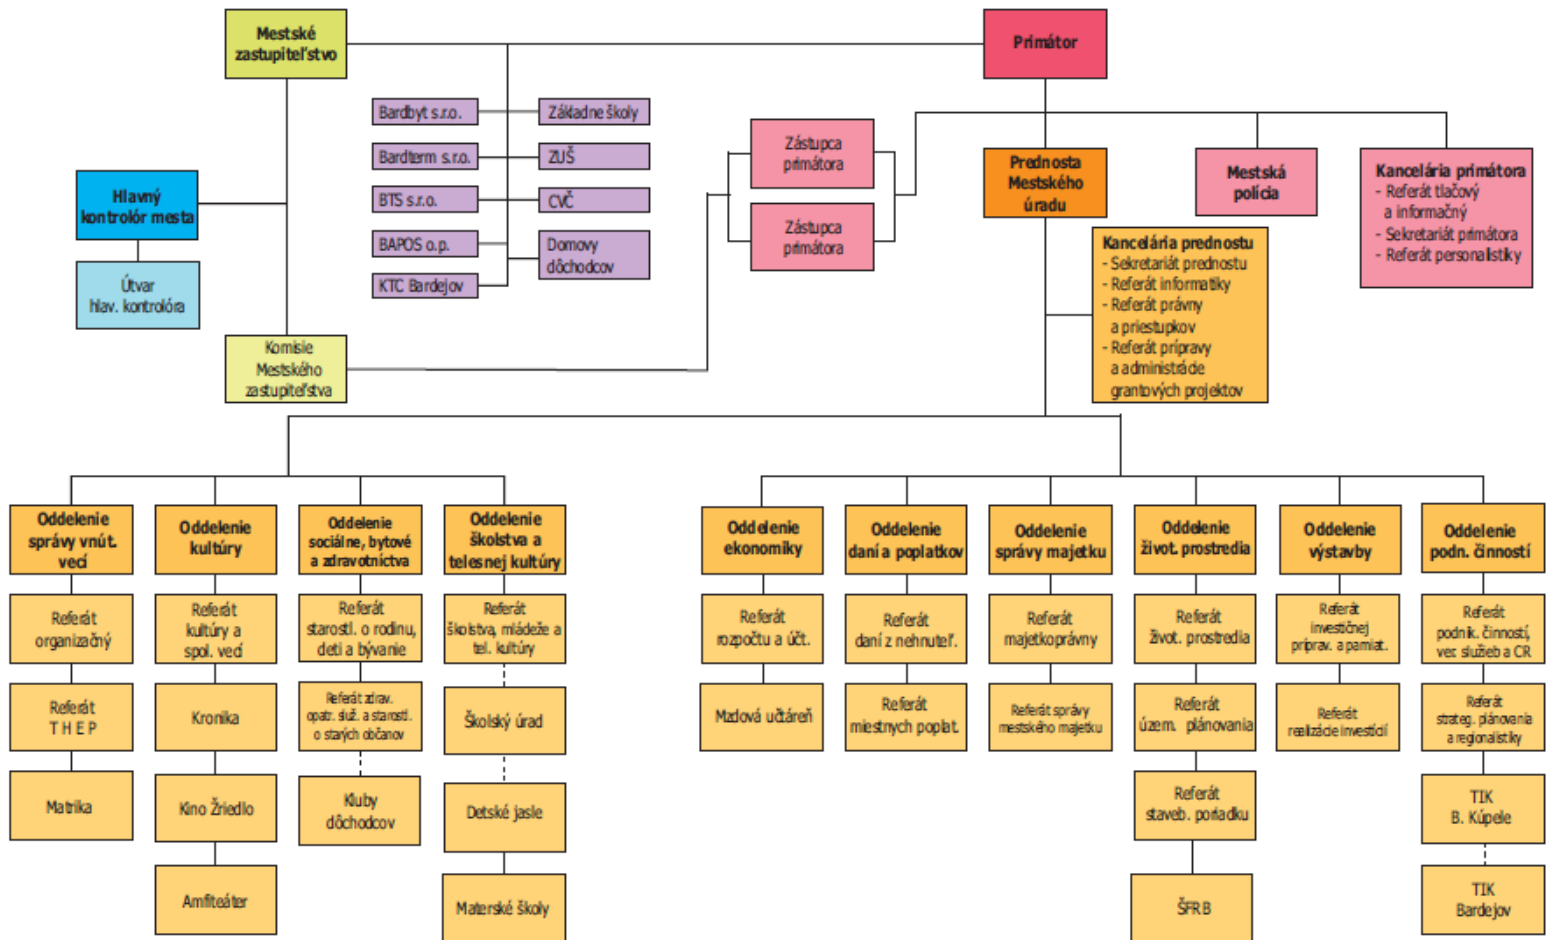 Mestské
zastupiteľstvo
Primátor
Bardbyt s.r.o.
Bardterm s.r.o.
BTS s.r.o.
BAPOS o.p.
KTC Bardejov
Základne školy
ZUŠ
CVČ
Domovy
dôchodcov
Zástupca
primátora
Zástupca
primátora
Prednosta
Mestského
úradu
Mestská
polícia
Kancelária primátora
- Referát tlačový
a informačný
- Sekretariát primátora
- Referát personalistiky
Hlavný
kontrolór mesta
Útvar
hlav. kontrolóra
Kancelária prednostu
- Sekretariát prednostu
- Referát informatiky
- Referát právny
a priestupkov
- Referát prípravy
a administrácie
grantových projektov
Komisie
Mestského
zastupiteľstva
Oddelenie
správy vnút.
vecí
Referát
organizačný
Referát
T H E P
Matrika
Oddelenie
kultúry
Referát
kultúry a
spol. vecí
Kronika
Kino Žriedlo
Amfiteáter
Oddelenie
sociálne, bytové
a zdravotníctva
Referát
starostl. o rodinu,
deti a bývanie
Referát zdrav.
opatr. služ. a starostl.
o starých občanov
Kluby
dôchodcov
Oddelenie
školstva a
telesnej kultúry
Referát
školstva, mládeže a
tel. kultúry
Školský úrad
Detské jasle
Materské školy
Oddelenie
ekonomiky
Referát
rozpočtu a účt.
Mzdová učtáreň
Oddelenie
daní a poplatkov
Referát
daní z nehnuteľ.
Referát
miestnych poplat.
Oddelenie
správy majetku
Referát
majetkoprávny
Referát správy
mestského majetku
Oddelenie
život. prostredia
Referát
život. prostredia
Referát
územ. plánovania
Referát
staveb. poriadku
ŠFRB
Oddelenie
výstavby
Referát
investičnej
príprav. a pamiat.
Referát
realizácie investícií
Oddelenie
podn. činností
Referát
podnik. činností,
ver. služieb a CR
Referát
strateg. plánovania
a regionalistiky
TIK
B. Kúpele
TIK
Bardejov